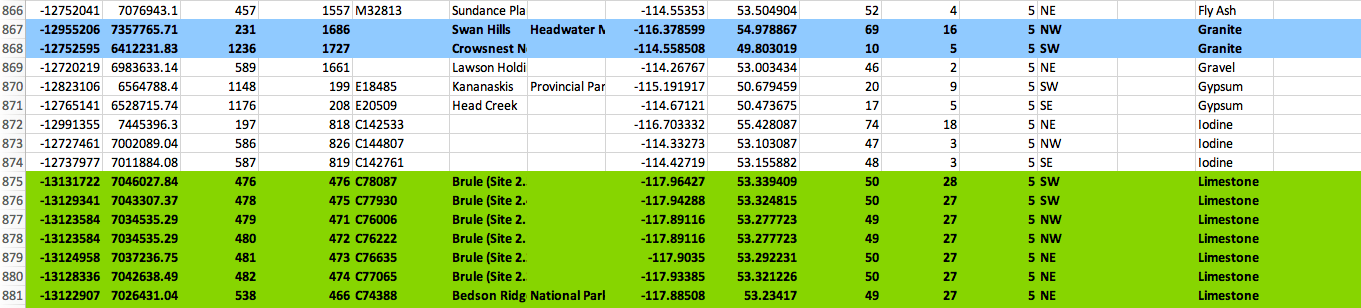 866 -12752041 7076943.1 457 1557 M32813 Sundance Pla -114.55353 53.504904 52 4 5 NE Fly Ash
867 -12955206 7357765.71 231 1686 Swan Hills Headwater M -116.378599 54.978867 69 16 5 NW Granite
868 -12752595 6412231.83 1236 1727 Crowsnest N -114.558508 49.803019 10 5 5 SW Granite
869 -12720219 6983633.14 589 1661 Lawson Holdi -114.26767 53.003434 46 2 5 NE Gravel
870 -12823106 6564788.4 1148 199 E18485 Kananaskis Provincial Par -115.191917 50.679459 20 9 5 SW Gypsum
871 -12765141 6528715.74 1176 208 E20509 Head Creek -114.67121 50.473675 17 5 5 SE Gypsum
872 -12991355 7445396.3 197 818 C142533 -116.703332 55.428087 74 18 5 NE Iodine
873 -12727461 7002089.04 586 826 C144807 -114.33273 53.103087 47 3 5 NW Iodine
874 -12737977 7011884.08 587 819 C142761 -114.42719 53.155882 48 3 5 SE Iodine
875 -13131722 7046027.84 476 476 C78087 Brule (Site 2. -117.96427 53.339409 50 28 5 SW Limestone
876 -13129341 7043307.37 478 475 C77930 Brule (Site 2. -117.94288 53.324815 50 27 5 SW Limestone
877 -13123584 7034535.29 479 471 C76006 Brule (Site 2. -117.89116 53.277723 49 27 5 NW Limestone
878 -13123584 7034535.29 480 472 C76222 Brule (Site 2. -117.89116 53.277723 49 27 5 NW Limestone
879 -13124958 7037236.75 481 473 C76635 Brule (Site 2. -117.9035 53.292231 50 27 5 NE Limestone
880 -13128336 7042638.49 482 474 C77065 Brule (Site 2. -117.93385 53.321226 50 27 5 NE Limestone
881 -13122907 7026431.04 538 466 C74388 Bedson Ridg National Park -117.88508 53.23417 49 27 5 NE Limestone